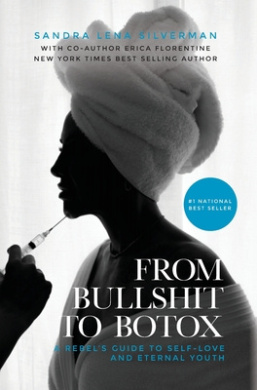 SANDRA LENA SILVERMAN
WITH CO-AUTHOR ERICA FLORENTINE
NEW YORK TIMES BEST SELLING AUTHOR
#1 NATIONAL
BEST SELLER
FROM
BULLSHIT
TO BOTOX
A REBEL'S GUIDE TO SELF-LOVE
AND ETERNAL YOUTH